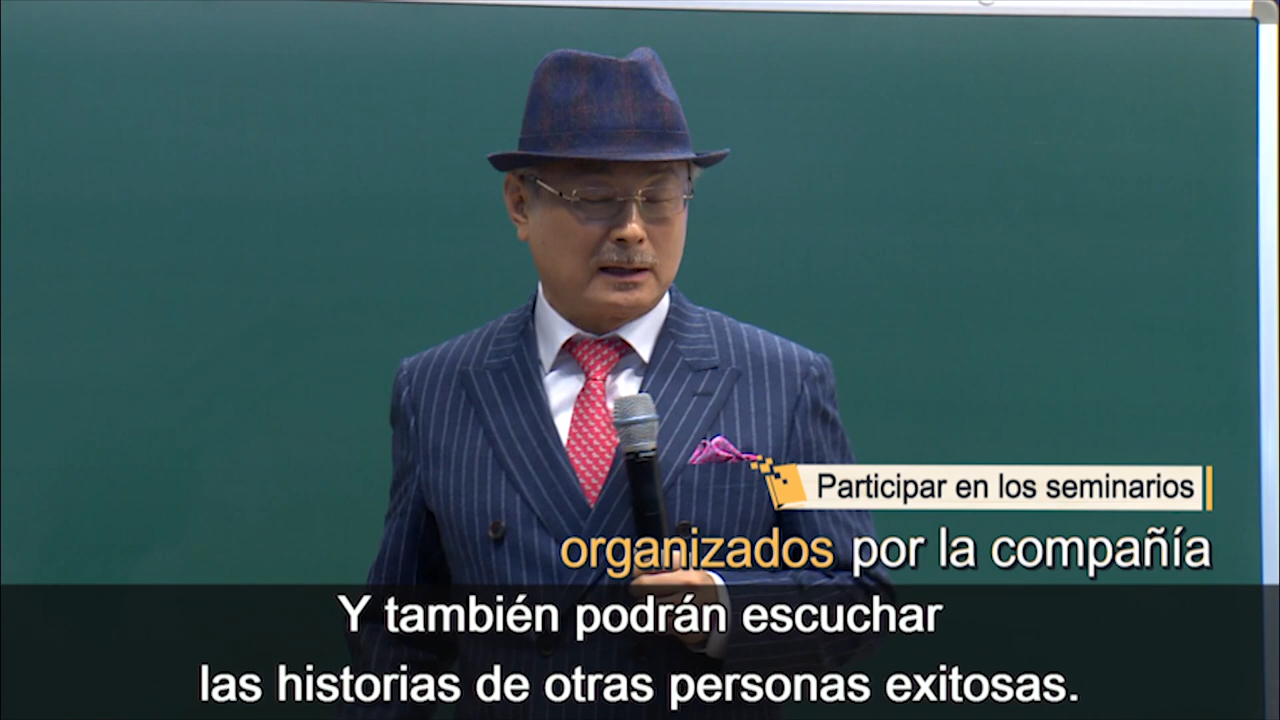 Participar en los seminarios
organizados por la compañía
Y también podrán escuchar
las historias de otras personas exitosas.